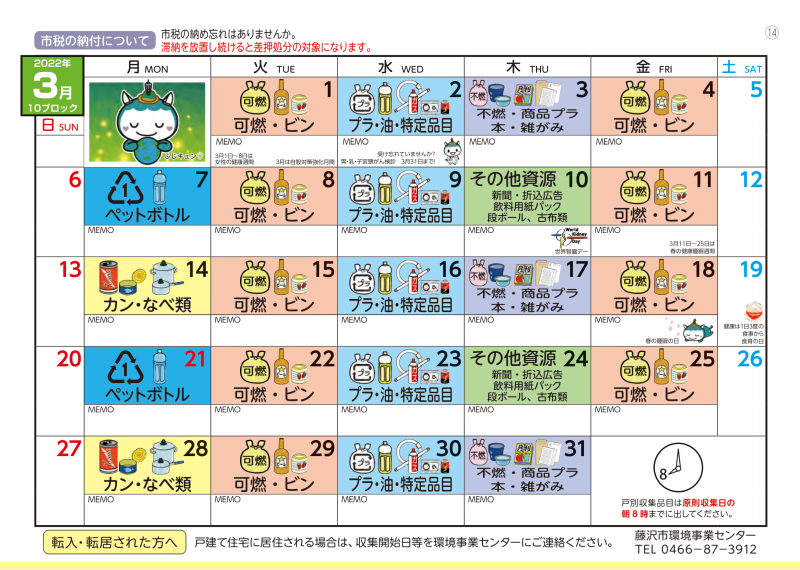 市税の納付について
市税の納め忘れはありませんか。
滞納を放置し続けると差押処分の対象になります。
⑭
2022年
3月
10ブロック
日 SUN
月 MON
火 TUE
水 WED
木 THU
金 FRI
土 SAT
ふじキュン
可燃
1
可燃・ビン
MEMO
3月1日~8日は
女性の健康週間
3月は自殺対策強化月間
プラ
ガス
2
プラ・油・特定品目
MEMO
受け忘れていませんか?
胃・乳・子宮頸がん検診 3月31日まで!
不燃
3
不燃・商品プラ
本・雑がみ
MEMO
可燃
4
可燃・ビン
MEMO
5
6
1
7
ペットボトル
MEMO
可燃
8
可燃・ビン
MEMO
プラ
ガス
9
プラ・油・特定品目
MEMO
その他資源 10
新聞・折込広告
飲料用紙パック
段ボール、古布類
MEMO
World
Kidney
Day
世界腎臓デー
可燃
11
可燃・ビン
MEMO
3月11日~25日は
春の健康睡眠週間
12
13
14
カン・なべ類
MEMO
可燃
15
可燃・ビン
MEMO
プラ
ガス
16
プラ・油・特定品目
MEMO
不燃
17
不燃・商品プラ
本・雑がみ
MEMO
可燃
18
可燃・ビン
MEMO
春の睡眠の日
19
健康は1日3度の
食事から
食育の日
20
1
21
ペットボトル
MEMO
可燃
22
可燃・ビン
MEMO
プラ
ガス
23
プラ・油・特定品目
MEMO
その他資源 24
新聞・折込広告
飲料用紙パック
段ボール、古布類
MEMO
可燃
25
可燃・ビン
MEMO
26
27
28
カン・なべ類
MEMO
可燃
29
可燃・ビン
MEMO
プラ
ガス
30
プラ・油・特定品目
MEMO
不燃
31
不燃・商品プラ
本・雑がみ
MEMO
8
戸別収集品目は原則収集日の
朝8時までに出してください。
転入・転居された方へ
戸建て住宅に居住される場合は、収集開始日等を環境事業センターにご連絡ください。
藤沢市環境事業センター
TEL 0466-87-3912